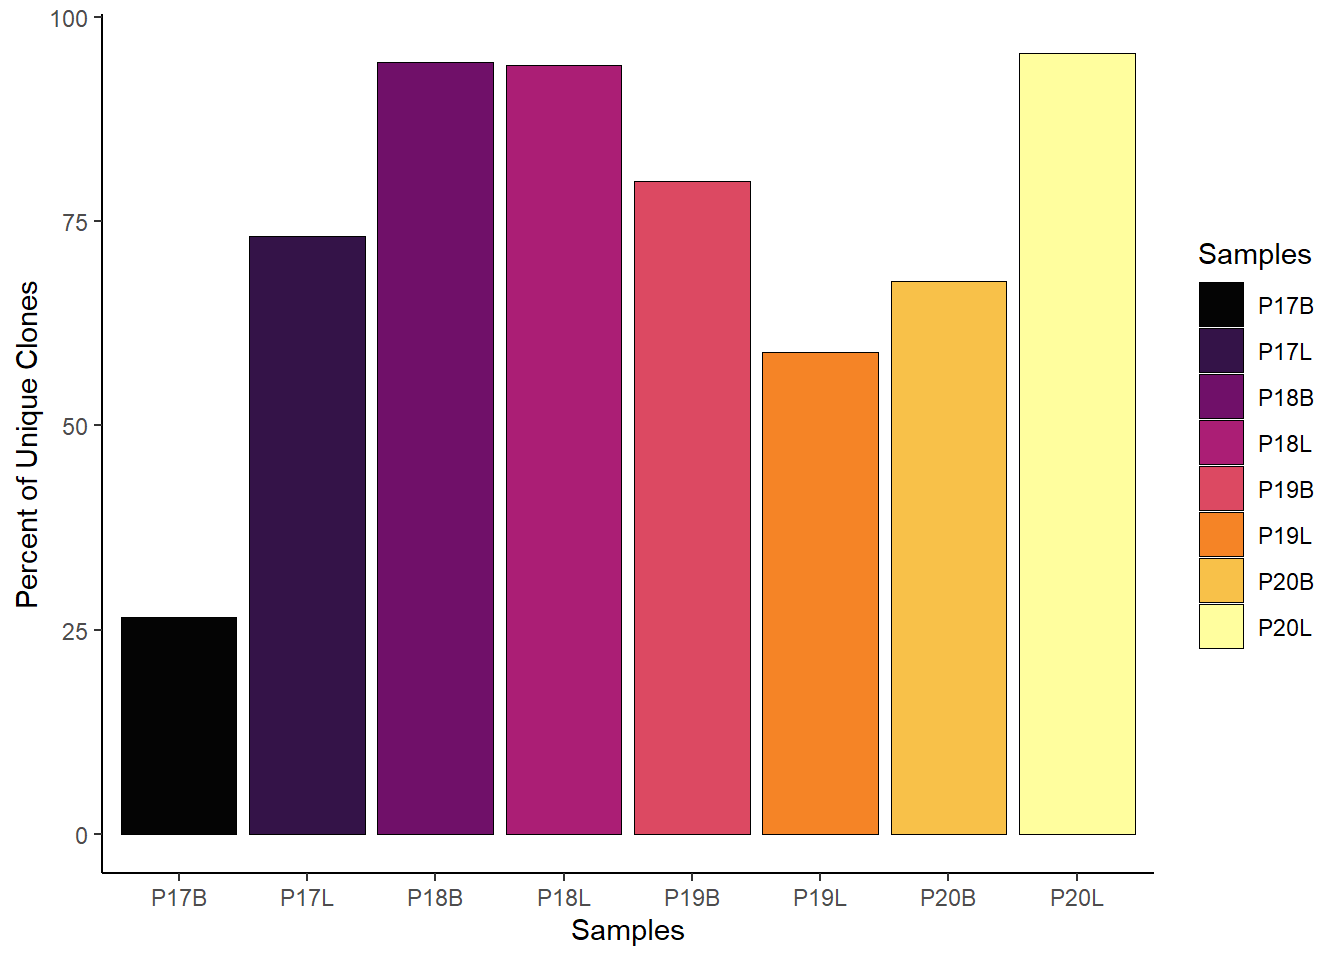 Percent of Unique Clones
100
75
50
25
0
P17B P17L P18B P18L P19B P19L P20B P20L
Samples
Samples
P17B
P17L
P18B
P18L
P19B
P19L
P20B
P20L